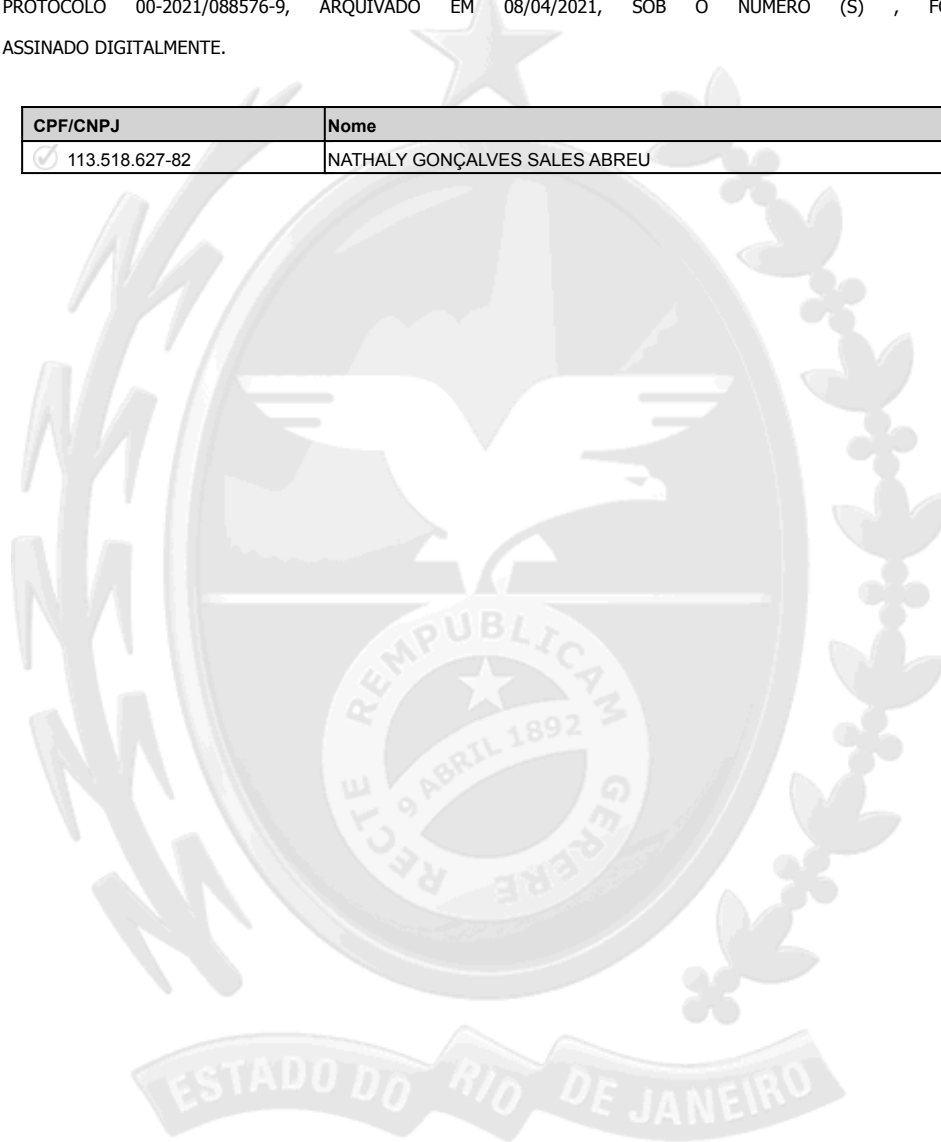 PROTOCOLO 00-2021/088576-9, ARQUIVADO EM 08/04/2021, SOB O NÚMERO (S) ,
ASSINADO DIGITALMENTE.
CPF/CNPJ Nome
113.518.627-82 NATHALY GONÇALVES SALES ABREU
RECTE REMPUBLICAM GERERE
9 ABRIL 1892
ESTADO DO RIO DE JANEIRO